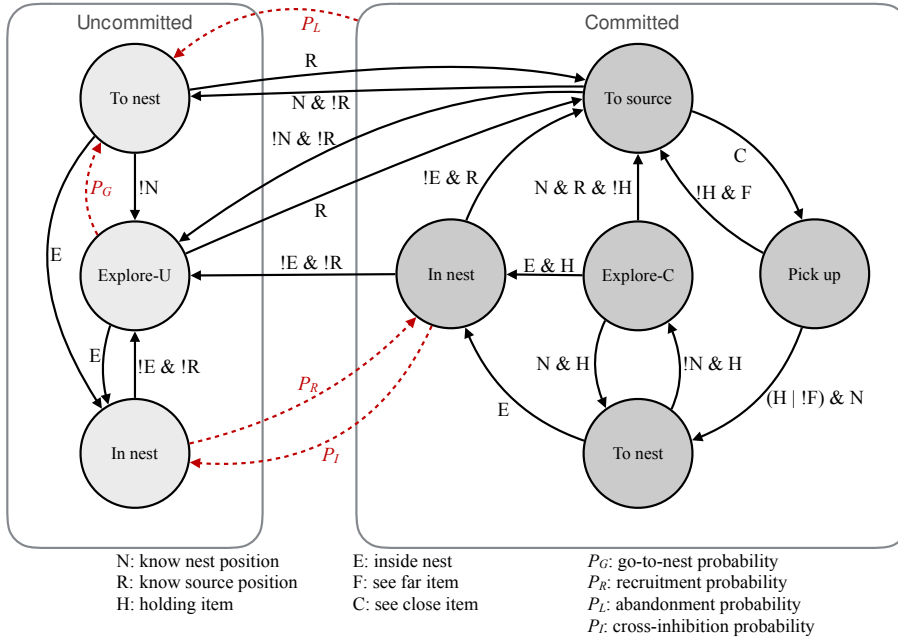 Uncommitted
Committed
P_L
To nest
R
N & !R
To source
!N & !R
C
P_G
!N
!E & R
N & R & !H
!H & F
R
E
Explore-U
!E & !R
In nest
E & H
Explore-C
Pick up
E
!E & !R
P_R
N & H
!N & H
(H | !F) & N
E
P_I
In nest
To nest
N: know nest position
R: know source position
H: holding item
E: inside nest
F: see far item
C: see close item
P_G: go-to-nest probability
P_R: recruitment probability
P_L: abandonment probability
P_I: cross-inhibition probability